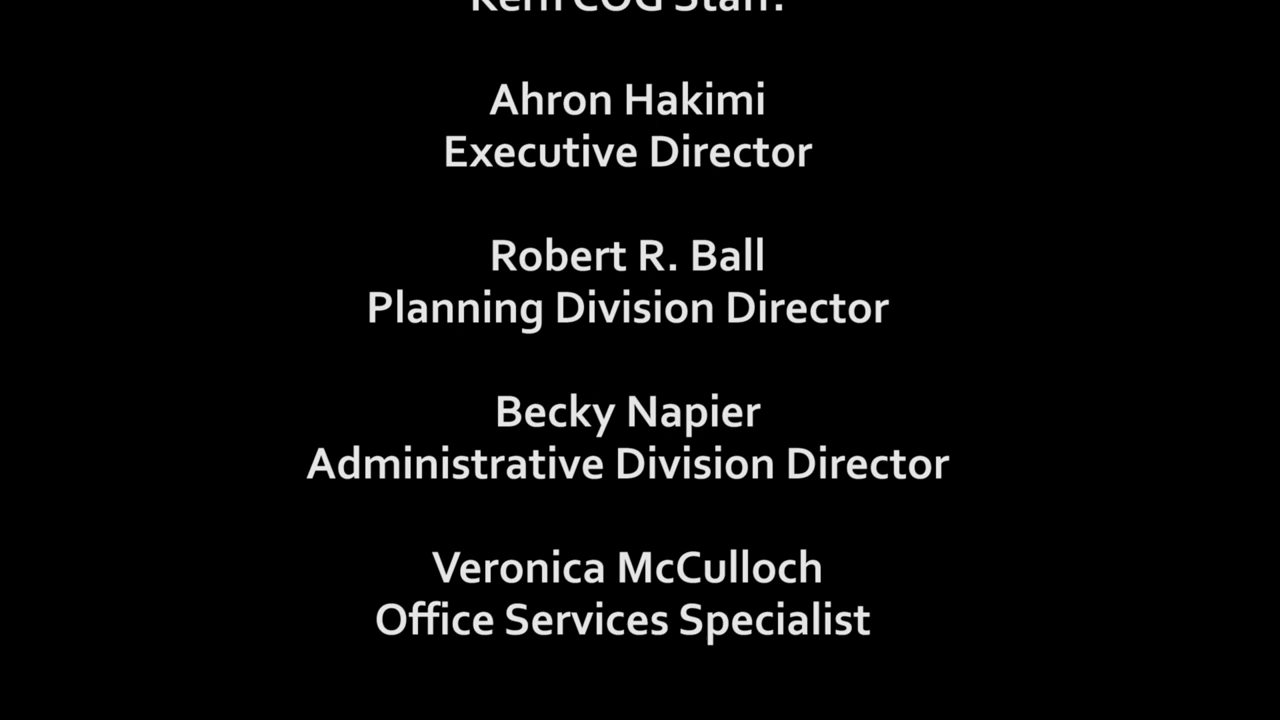 Kern COG Staff:
Ahron Hakimi
Executive Director
Robert R. Ball
Planning Division Director
Becky Napier
Administrative Division Director
Veronica McCulloch
Office Services Specialist